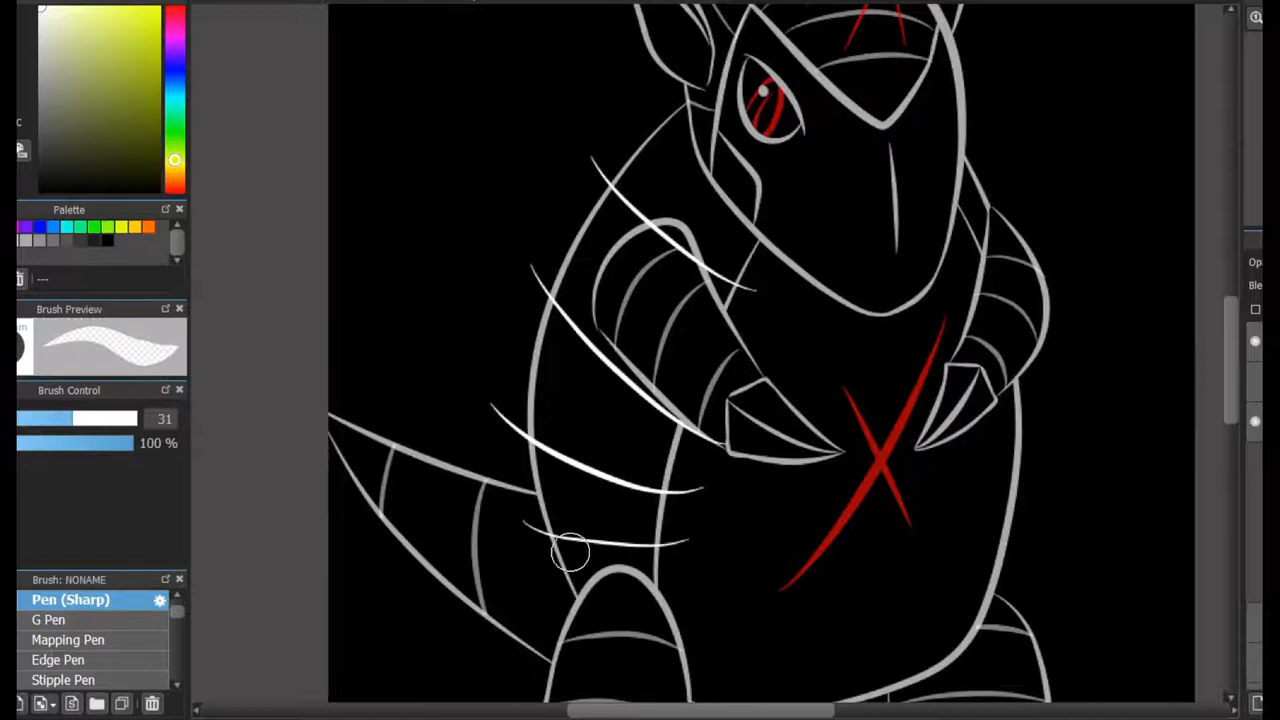 c
Palette
---
Brush Preview
Brush Control
31
100 %
Brush: NONAME
Pen (Sharp)
G Pen
Mapping Pen
Edge Pen
Stipple Pen
Opa
Ble